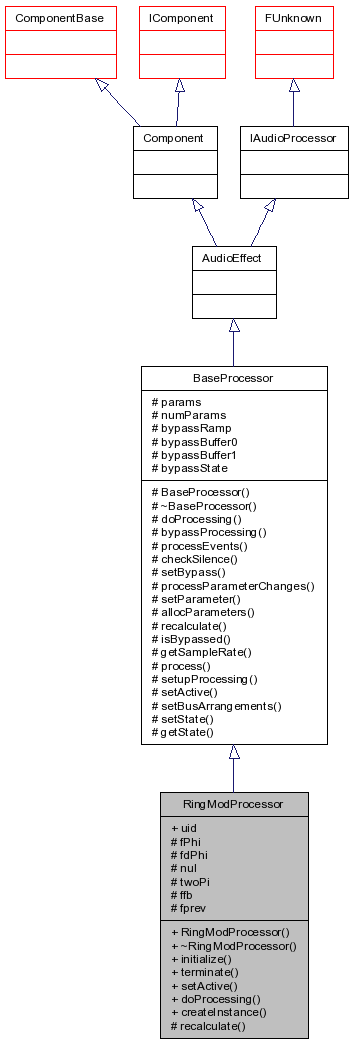 ComponentBase
IComponent
FUnknown
Component
IAudioProcessor
AudioEffect
BaseProcessor
# params
# numParams
# bypassRamp
# bypassBuffer0
# bypassBuffer1
# bypassState
# BaseProcessor()
# ~BaseProcessor()
# doProcessing()
# bypassProcessing()
# processEvents()
# checkSilence()
# setBypass()
# processParameterChanges()
# setParameter()
# allocParameters()
# recalculate()
# isBypassed()
# getSampleRate()
# process()
# setupProcessing()
# setActive()
# setBusArrangements()
# setState()
# getState()
RingModProcessor
+ uid
# fPhi
# fdPhi
# nul
# twoPi
# ffb
# fprev
+ RingModProcessor()
+ ~RingModProcessor()
+ initialize()
+ terminate()
+ setActive()
+ doProcessing()
+ createInstance()
# recalculate()